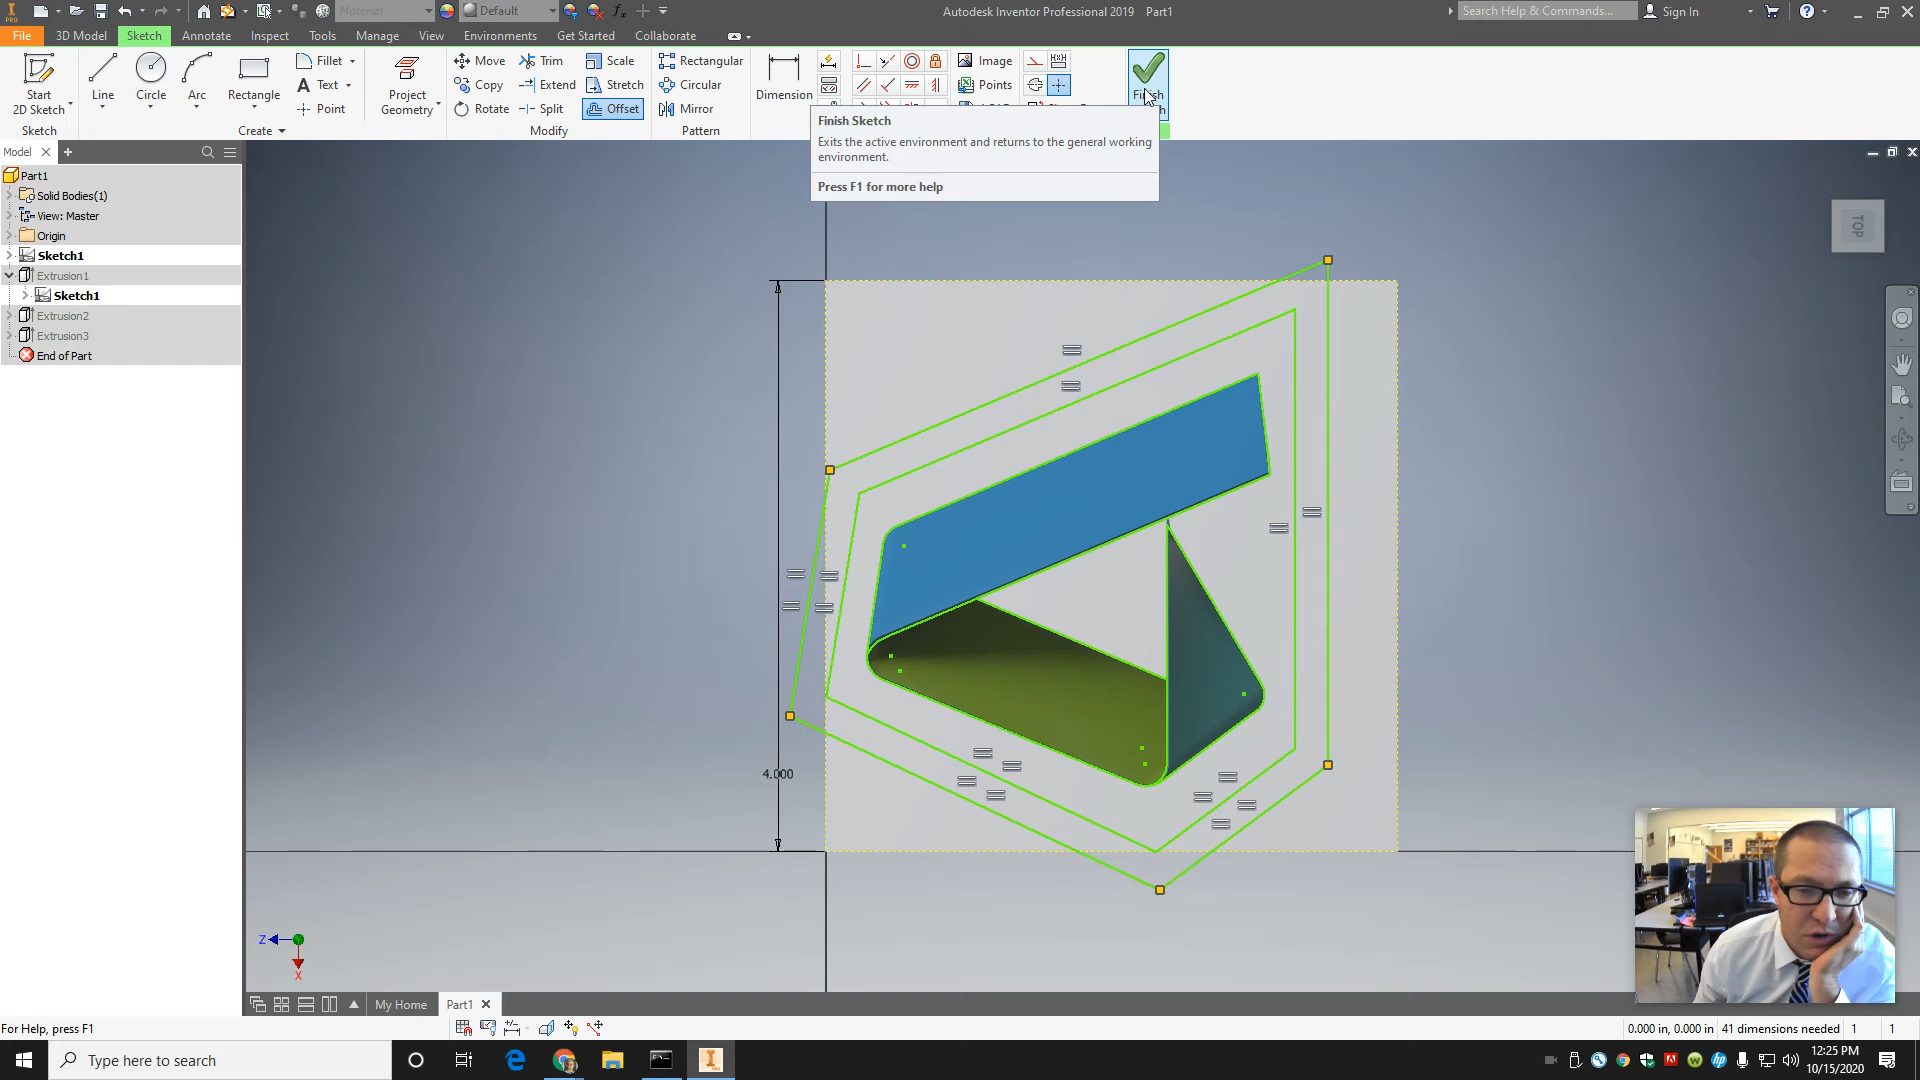 Material
Default
Autodesk Inventor Professional 2019 Part1
Search Help & Commands...
Sign In
PRO
File 3D Model Sketch Annotate Inspect Tools Manage View Environments Get Started Collaborate
Start
2D Sketch
Line
Circle
Arc
Rectangle
Fillet
Text
Point
Project
Geometry
Move
Copy
Rotate
Trim
Extend
Split
Scale
Stretch
Offset
Rectangular
Circular
Mirror
Dimension
Image
Points
Finish
Sketch
Create
Modify
Pattern
Finish Sketch
Exits the active environment and returns to the general working
environment.
Press F1 for more help
Model
Part1
Solid Bodies(1)
View: Master
Origin
Sketch1
Extrusion1
Sketch1
Extrusion2
Extrusion3
End of Part
TOP
4.000
Z
X
My Home
Part1
For Help, press F1
0.000 in, 0.000 in 41 dimensions needed 1 1
Type here to search
12:25 PM
10/15/2020